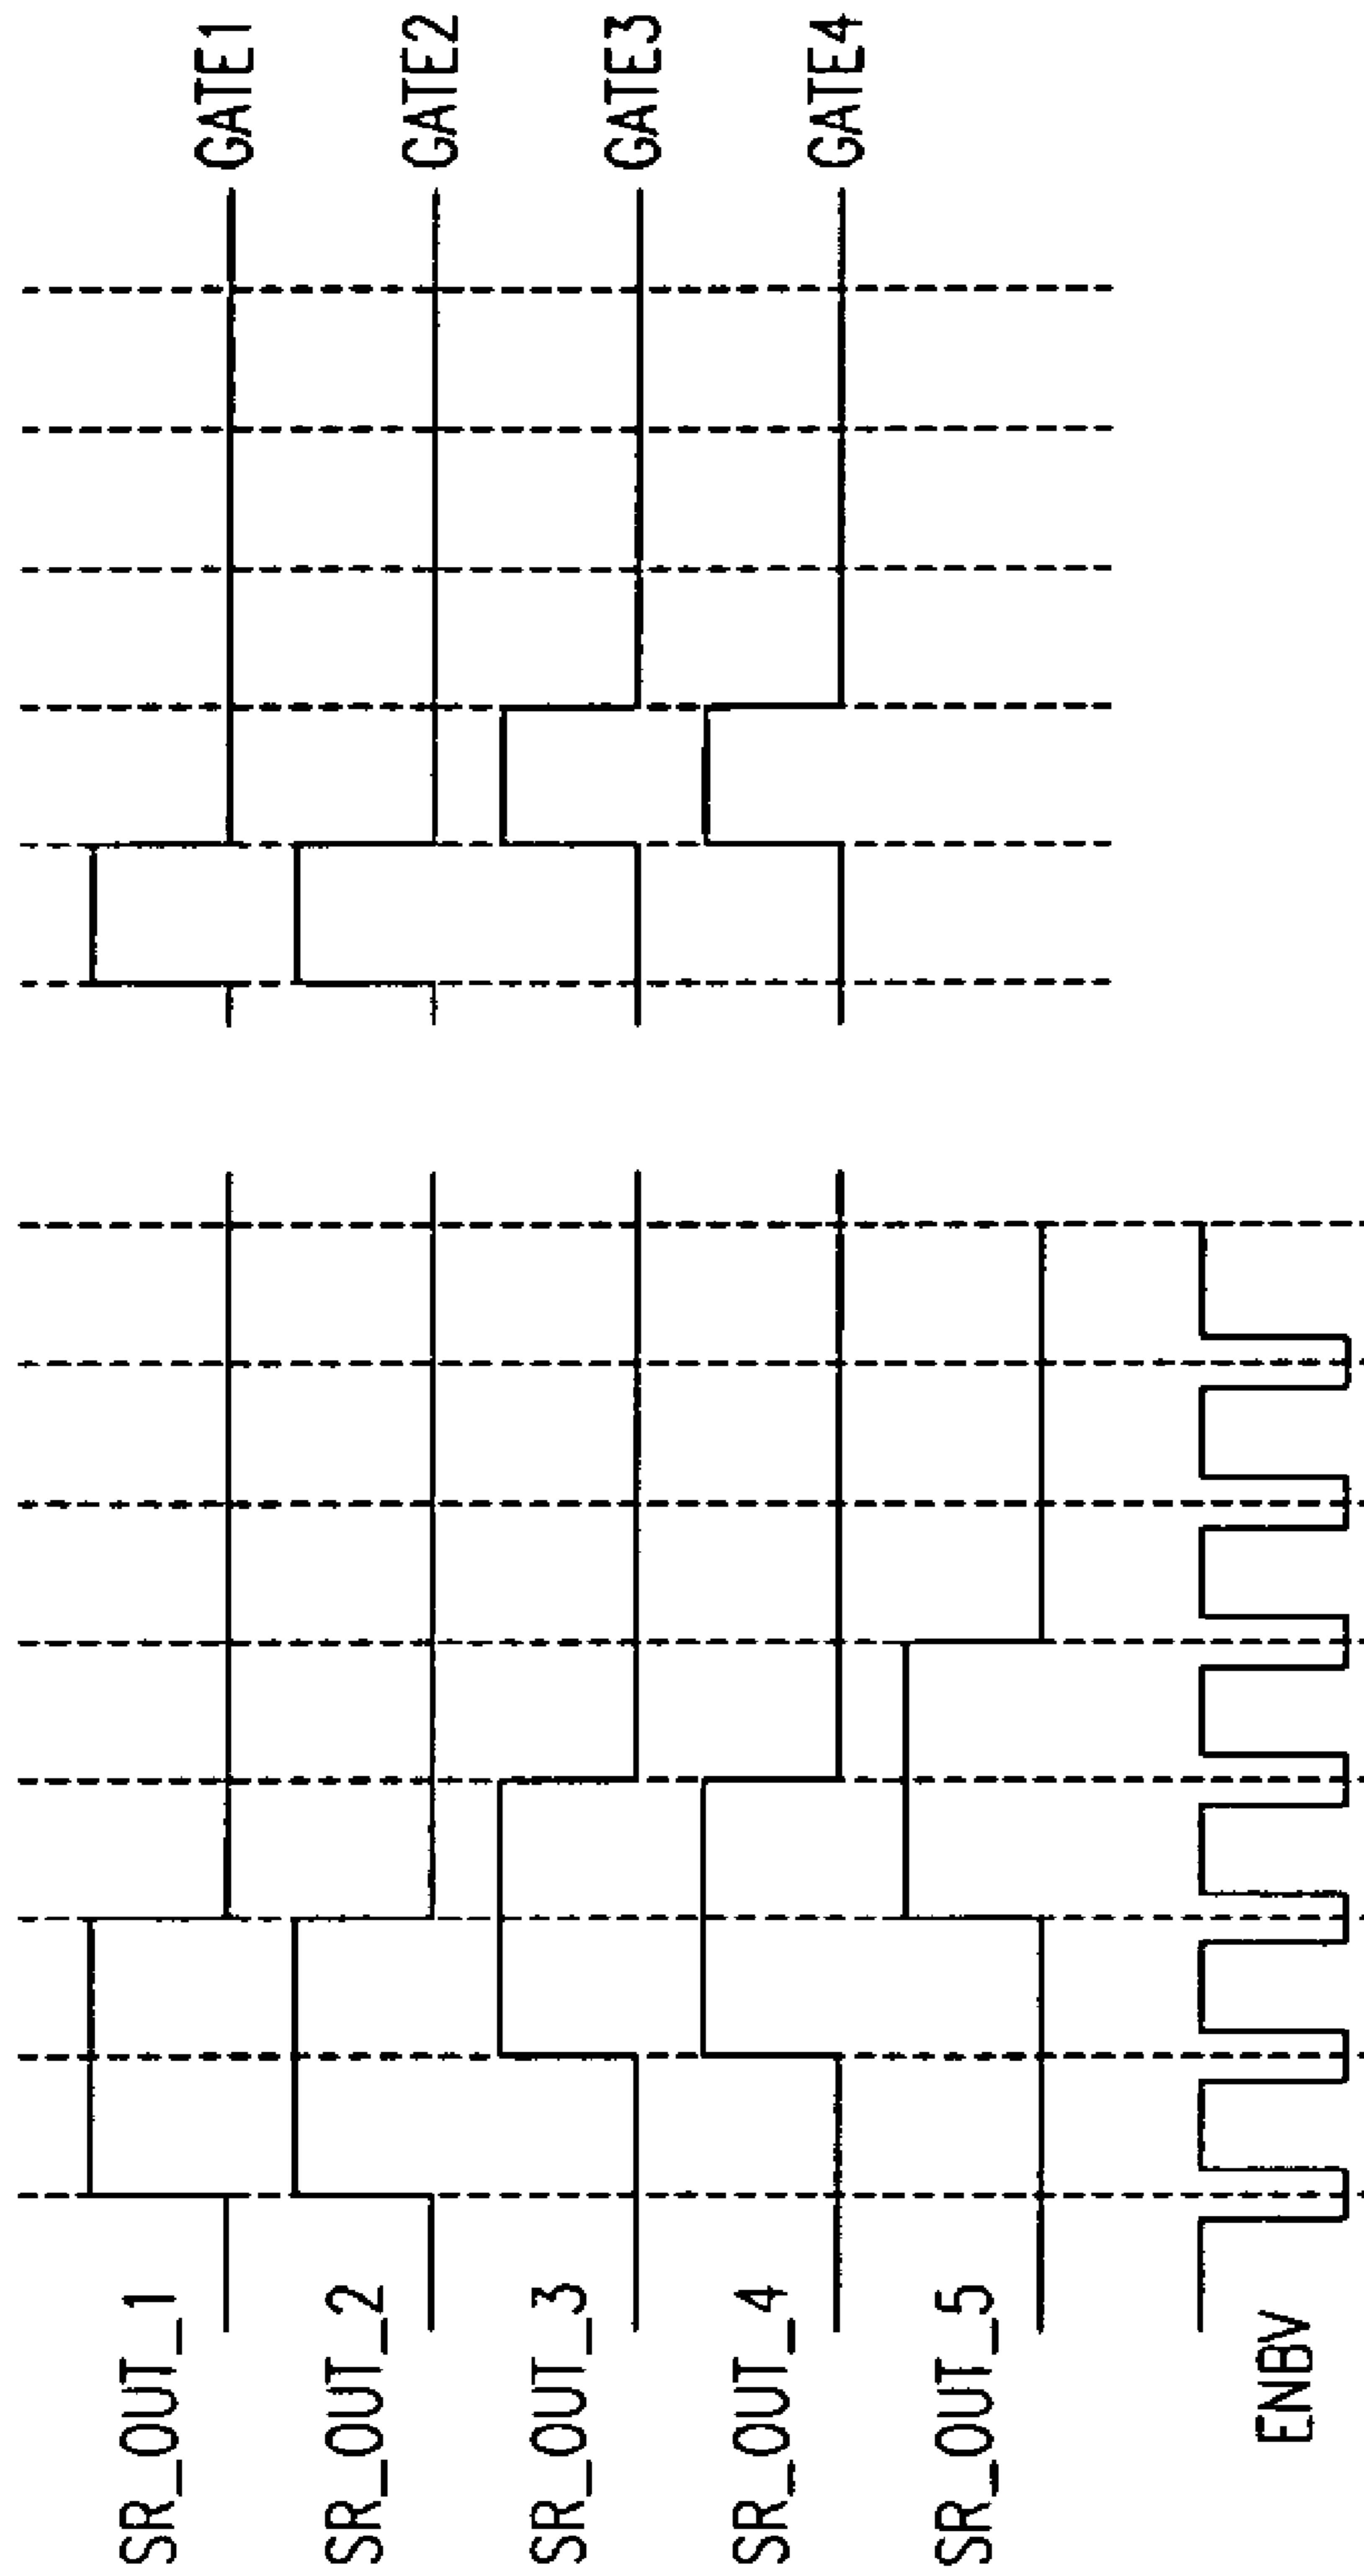 SR_OUT_1
SR_OUT_2
SR_OUT_3
SR_OUT_4
SR_OUT_5
ENBV
GATE1
GATE2
GATE3
GATE4